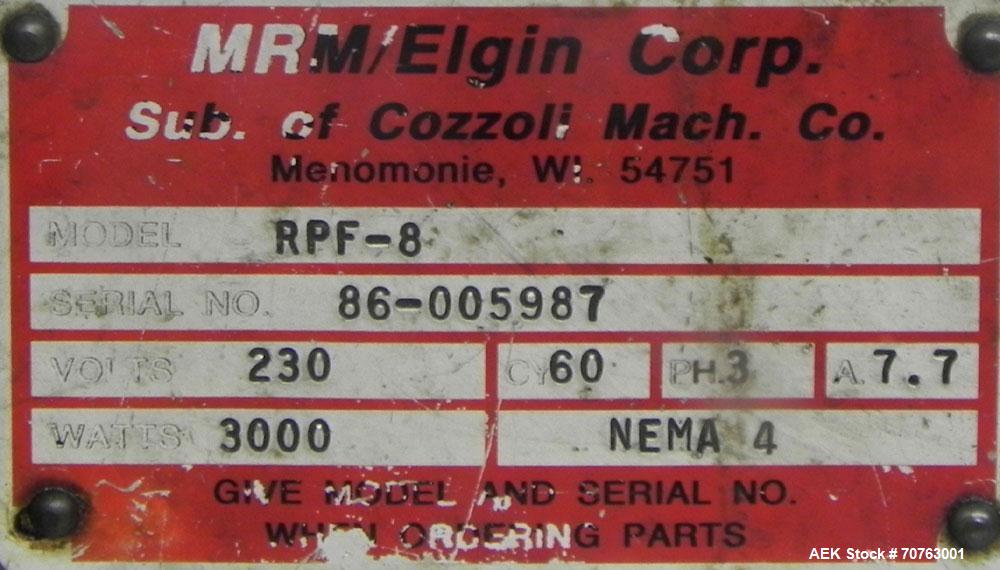 MRM/Elgin Corp.
Sub. of Cozzoli Mach. Co.
Menomonie, WI. 54751
MODEL RPF-8
SERIAL NO. 86-005987
VOLTS 230 CY 60 PH. 3 A. 7.7
WATTS 3000 NEMA 4
GIVE MODEL AND SERIAL NO.
WHEN ORDERING PARTS
AEK Stock # 70763001